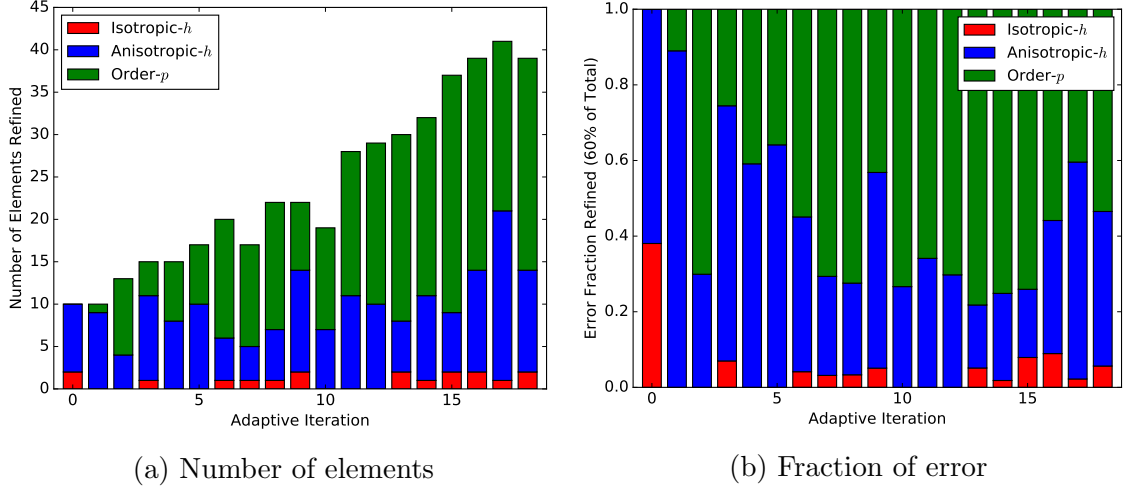 45
40
35
30
25
20
15
10
5
0
Number of Elements Refined
Isotropic-h
Anisotropic-h
Order-p
0 5 10 15
Adaptive Iteration
(a) Number of elements
1.0
0.8
0.6
0.4
0.2
0.0
Error Fraction Refined (60% of Total)
Isotropic-h
Anisotropic-h
Order-p
0 5 10 15
Adaptive Iteration
(b) Fraction of error